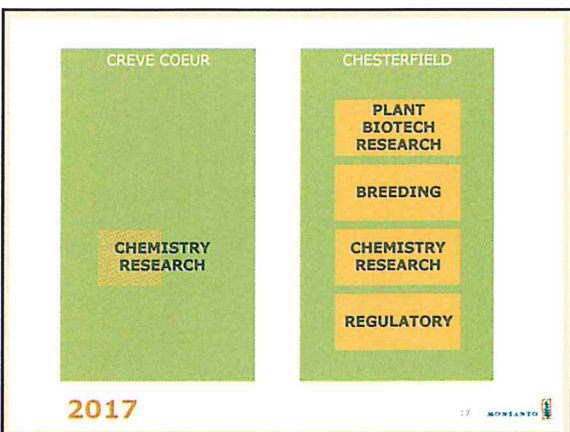 CREVE COEUR
CHEMISTRY
RESEARCH
CHESTERFIELD
PLANT
BIOTECH
RESEARCH
BREEDING
CHEMISTRY
RESEARCH
REGULATORY
2017
17 MONSANTO